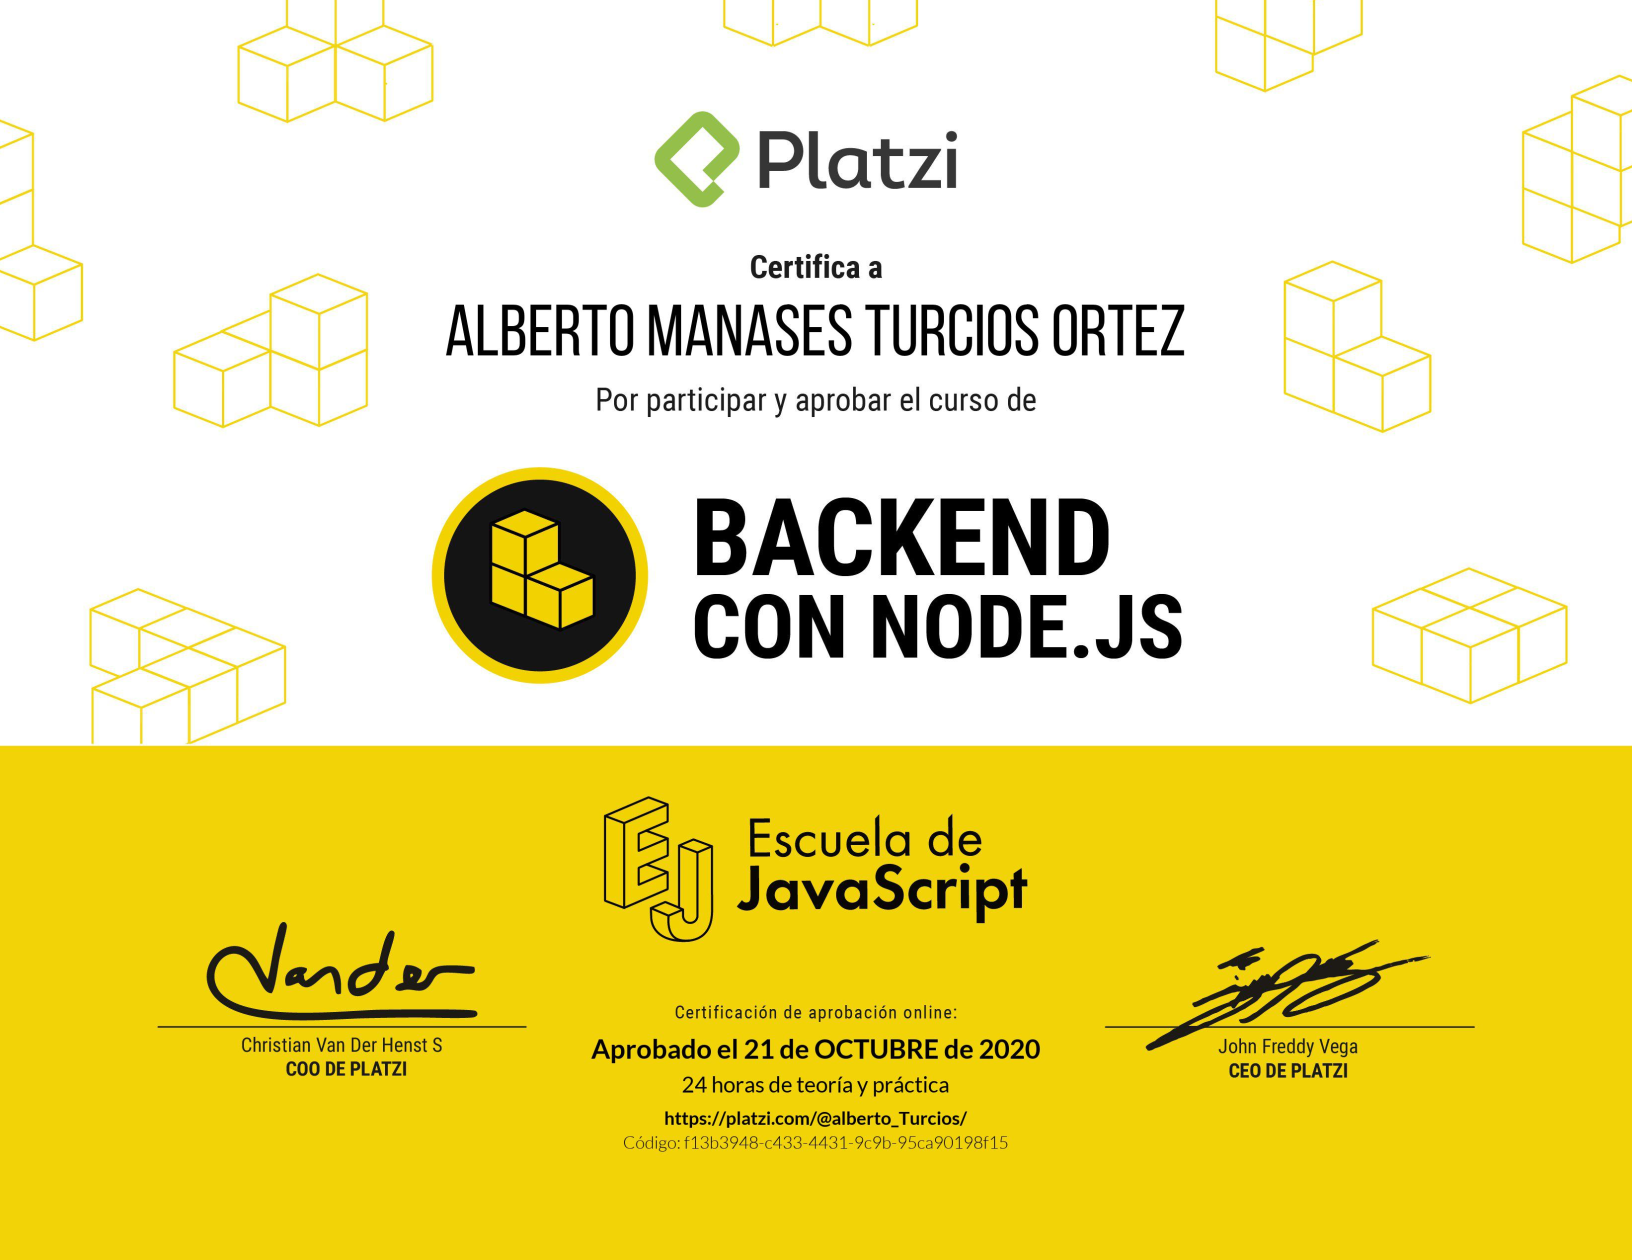 Platzi
Certifica a
ALBERTO MANASES TURCIOS ORTEZ
Por participar y aprobar el curso de
BACKEND
CON NODE.JS
EJ
Escuela de
JavaScript
Vander
Christian Van Der Henst S
COO DE PLATZI
Certificación de aprobación online:
Aprobado el 21 de OCTUBRE de 2020
24 horas de teoría y práctica
https://platzi.com/@alberto_Turcios/
Código: f13b3948-c433-4431-9c9b-95ca90198f15
John Freddy Vega
CEO DE PLATZI